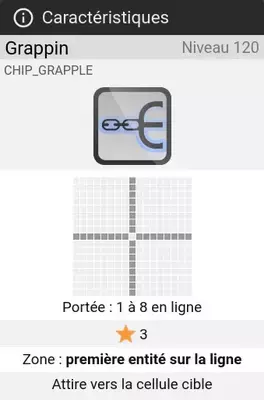 Caractéristiques
Grappin Niveau 120
CHIP_GRAPPLE
Portée : 1 à 8 en ligne
3
Zone : première entité sur la ligne
Attire vers la cellule cible